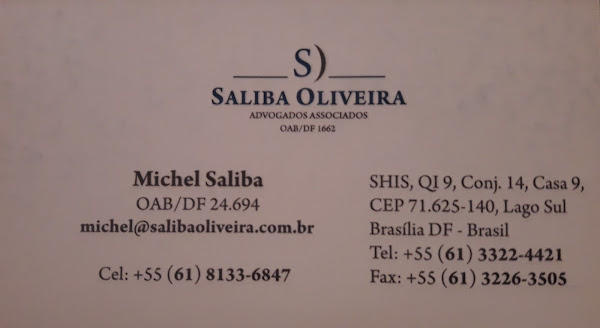 S)
SALIBA OLIVEIRA
ADVOGADOS ASSOCIADOS
OAB/DF 1662
Michel Saliba
OAB/DF 24.694
michel@salibaoliveira.com.br
Cel: +55 (61) 8133-6847
SHIS, QI 9, Conj. 14, Casa 9,
CEP 71.625-140, Lago Sul
Brasília DF - Brasil
Tel: +55 (61) 3322-4421
Fax: +55 (61) 3226-3505